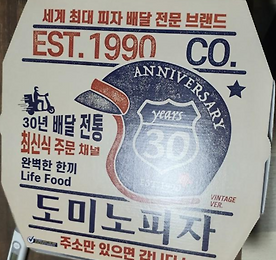 세계 최대 피자 배달 전문 브랜드
EST. 1990 CO.
ANNIVERSARY
years
30
30년 배달 전통
최신식 주문 채널
완벽한 한끼
Life Food
VINTAGE
VER.
도미노피자
주소만 있으면 갑니다